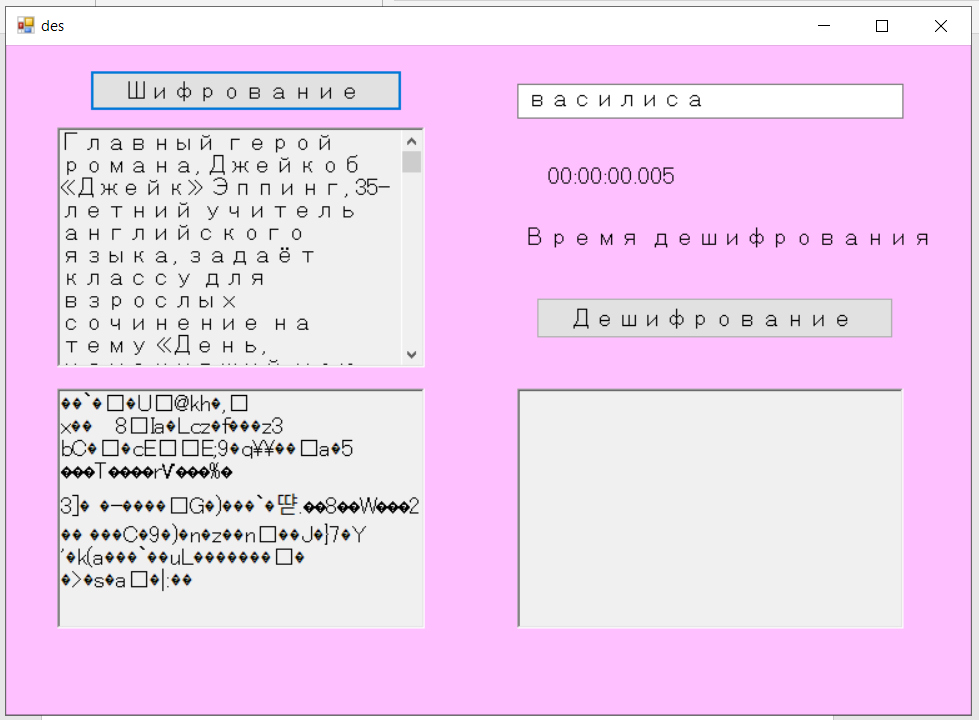 des
Шифрование
василиса
Главный герой
романа, Джейкоб
«Джейк» Эппинг, 35-
летний учитель
английского
языка, задаёт
классу для
взрослых
сочинение на
тему «День,
00:00:00.005
Время дешифрования
Дешифрование
��`�□�U□@kh�,□
x�� 8□Ia�Lcz�f���z3
bC�□�cE□□E;9�q¥¥��□a�5
���T����rV���%�
3]� �-����□G�)���`�땯.��8��W���2
�� ���C�9�)�n�z��n□��J�]7�Y
'�k(a���`��uL�������□�
�>�s�a□�|:��